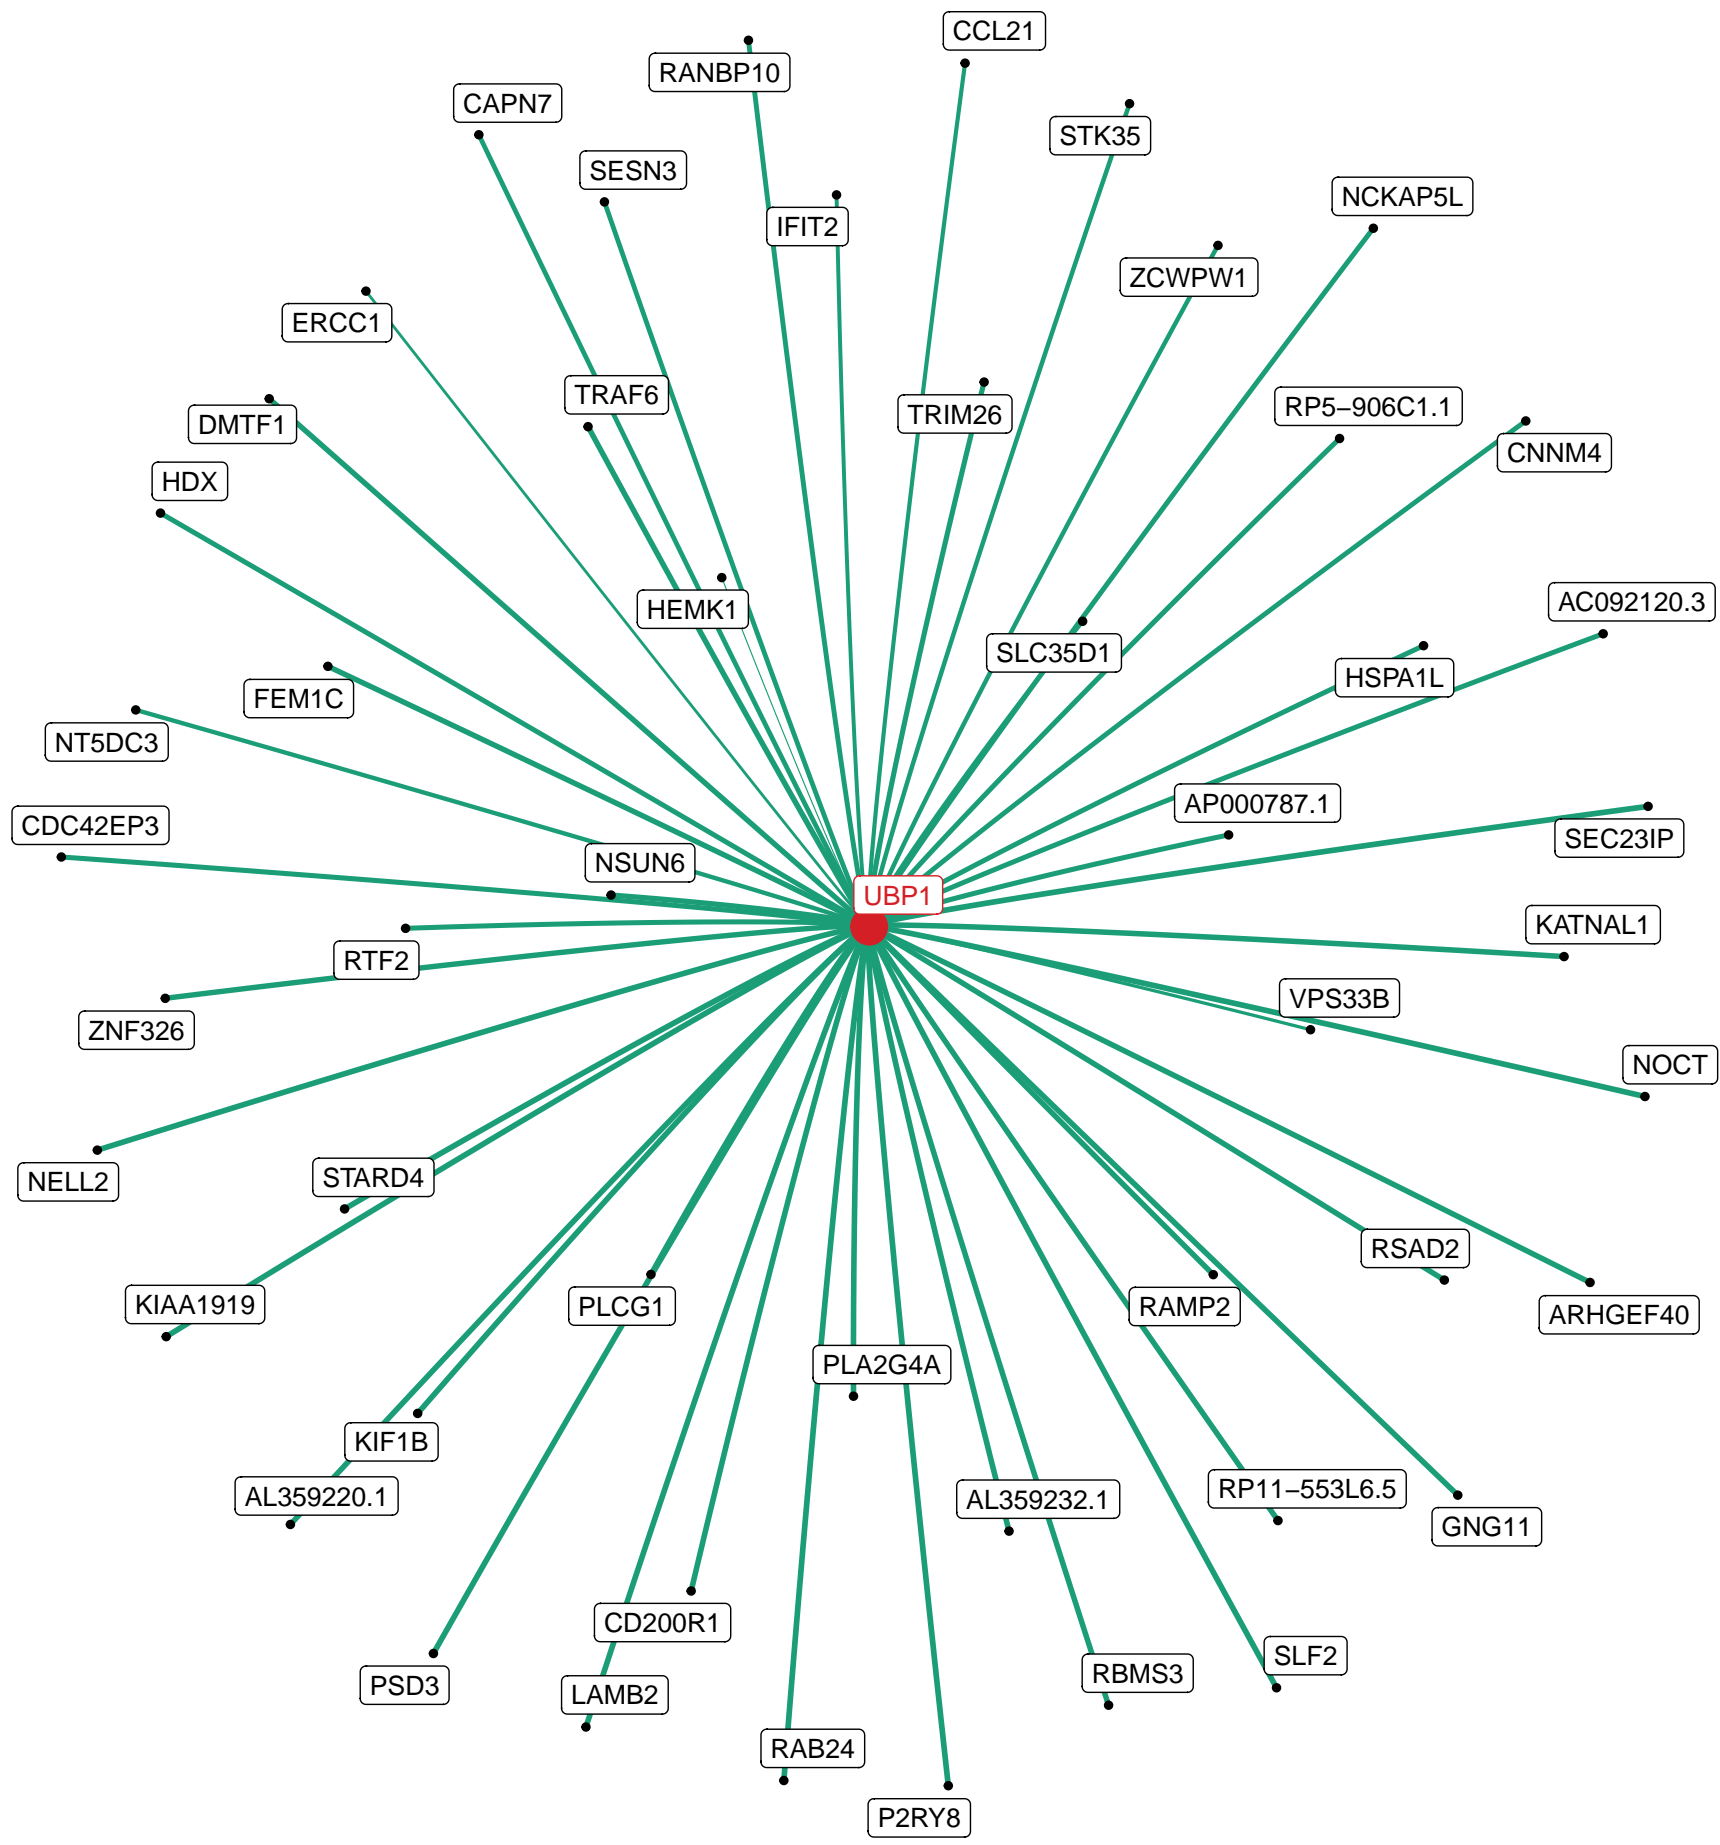 CCL21
RANBP10
CAPN7
STK35
SESN3
NCKAP5L
IFIT2
ZCWPW1
ERCC1
TRAF6
RP5−906C1.1
TRIM26
DMTF1
CNNM4
HDX
AC092120.3
HEMK1
SLC35D1
HSPA1L
FEM1C
NT5DC3
AP000787.1
CDC42EP3
SEC23IP
NSUN6
UBP1
KATNAL1
RTF2
VPS33B
ZNF326
NOCT
STARD4
NELL2
RSAD2
KIAA1919
PLCG1
RAMP2
ARHGEF40
PLA2G4A
KIF1B
RP11−553L6.5
AL359220.1
AL359232.1
GNG11
CD200R1
SLF2
RBMS3
PSD3
LAMB2
RAB24
P2RY8